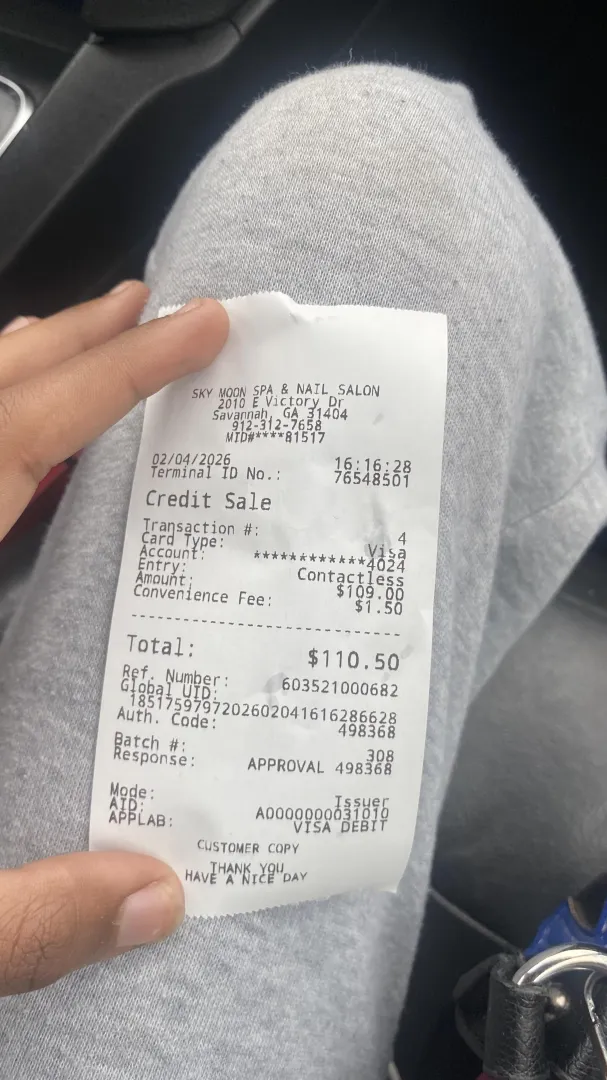 SKY MOON SPA & NAIL SALON
2010 E Victory Dr
Savannah, GA 31404
912-312-7658
MID#****81517
02/04/2026 16:16:28
Terminal ID No.: 76548501
Credit Sale
Transaction #: 4
Card Type: Visa
Account: ************4024
Entry: Contactless
Amount: $109.00
Convenience Fee: $1.50
--------------------------------
Total: $110.50
Ref. Number: 603521000682
Global UID:
1851759797202602041616286628
Auth. Code: 498368
Batch #: 308
Response: APPROVAL 498368
Mode: Issuer
AID: A0000000031010
APPLAB: VISA DEBIT
CUSTOMER COPY
THANK YOU
HAVE A NICE DAY